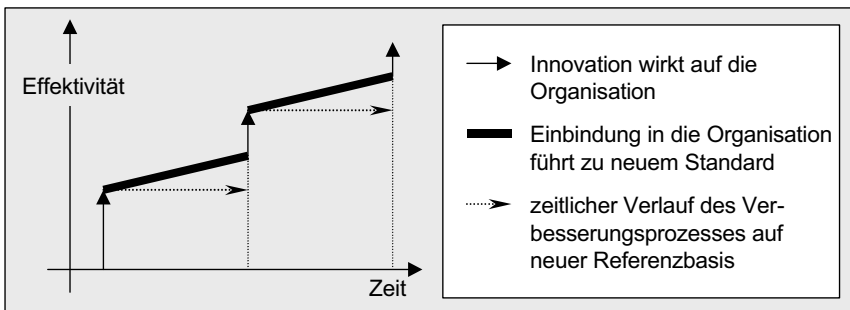 Effektivität
Zeit
Innovation wirkt auf die
Organisation
Einbindung in die Organisation
führt zu neuem Standard
zeitlicher Verlauf des Ver-
besserungsprozesses auf
neuer Referenzbasis